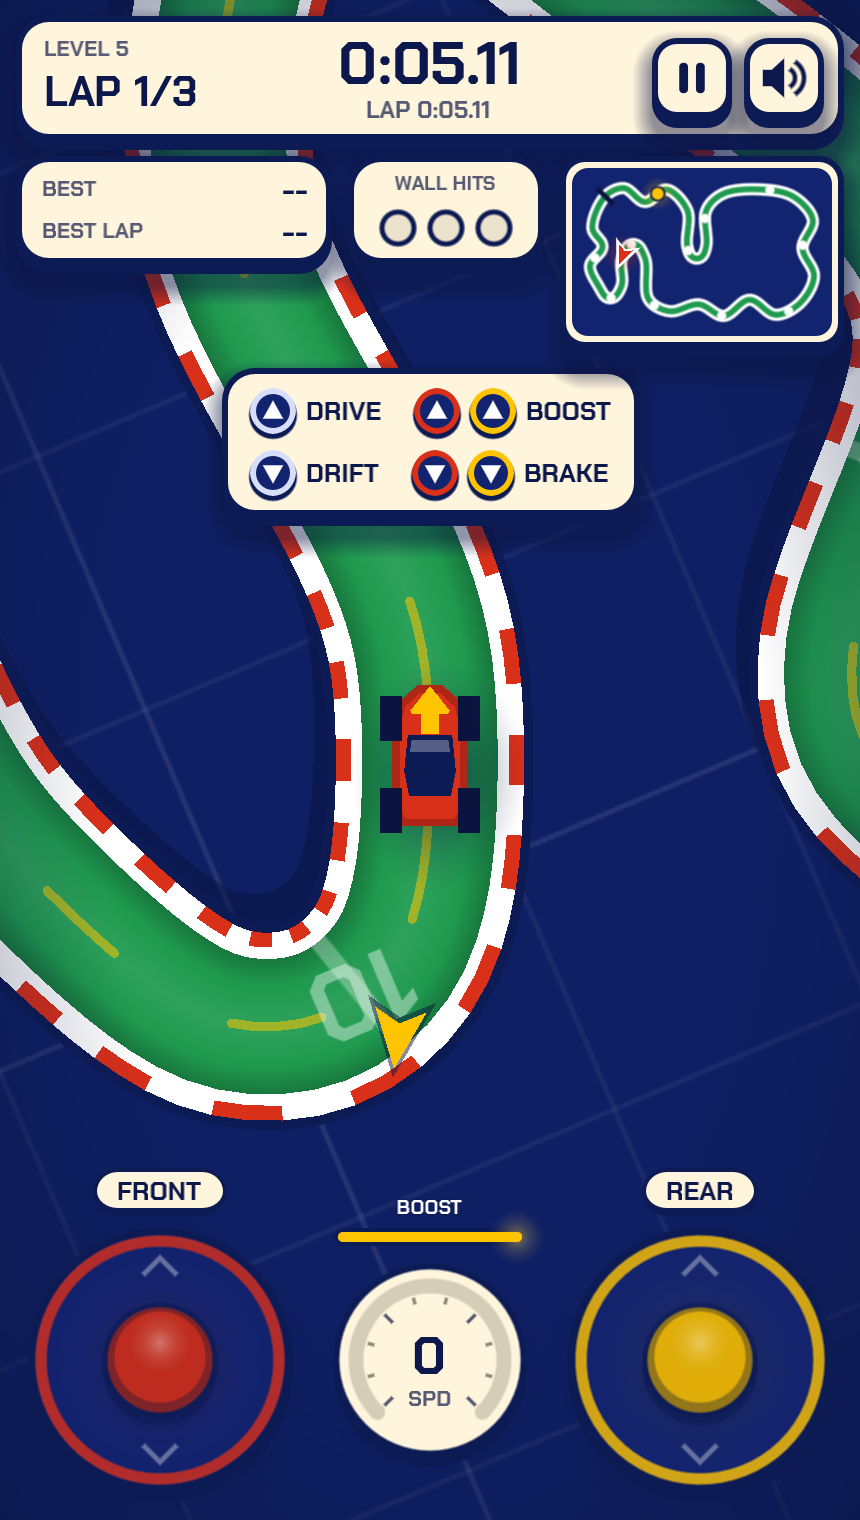 LEVEL 5
LAP 1/3
0:05.11
LAP 0:05.11
BEST --
BEST LAP --
WALL HITS
DRIVE BOOST
DRIFT BRAKE
10
FRONT
BOOST
REAR
0
SPD